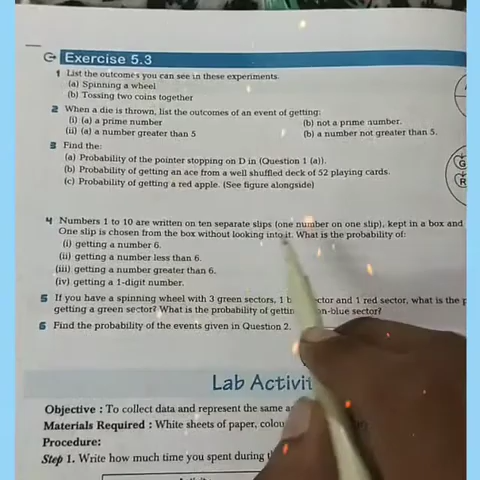 Exercise 5.3
1 List the outcomes you can see in these experiments.
(a) Spinning a wheel
(b) Tossing two coins together
2 When a die is thrown, list the outcomes of an event of getting:
(i) (a) a prime number (b) not a prime number.
(ii) (a) a number greater than 5 (b) a number not greater than 5.
3 Find the:
(a) Probability of the pointer stopping on D in (Question 1 (a)).
(b) Probability of getting an ace from a well shuffled deck of 52 playing cards.
(c) Probability of getting a red apple. (See figure alongside)
G
R
4 Numbers 1 to 10 are written on ten separate slips (one number on one slip), kept in a box and
One slip is chosen from the box without looking into it. What is the probability of:
(i) getting a number 6.
(ii) getting a number less than 6.
(iii) getting a number greater than 6.
(iv) getting a 1-digit number.
5 If you have a spinning wheel with 3 green sectors, 1 and 1 red sector, what is the
getting a green sector? What is the probability of sector?
6 Find the probability of the events given in Question 2.
Lab
Objective : To collect data and represent the same
Materials Required : White sheets of paper,
Procedure:
Step 1. Write how much time you spent during